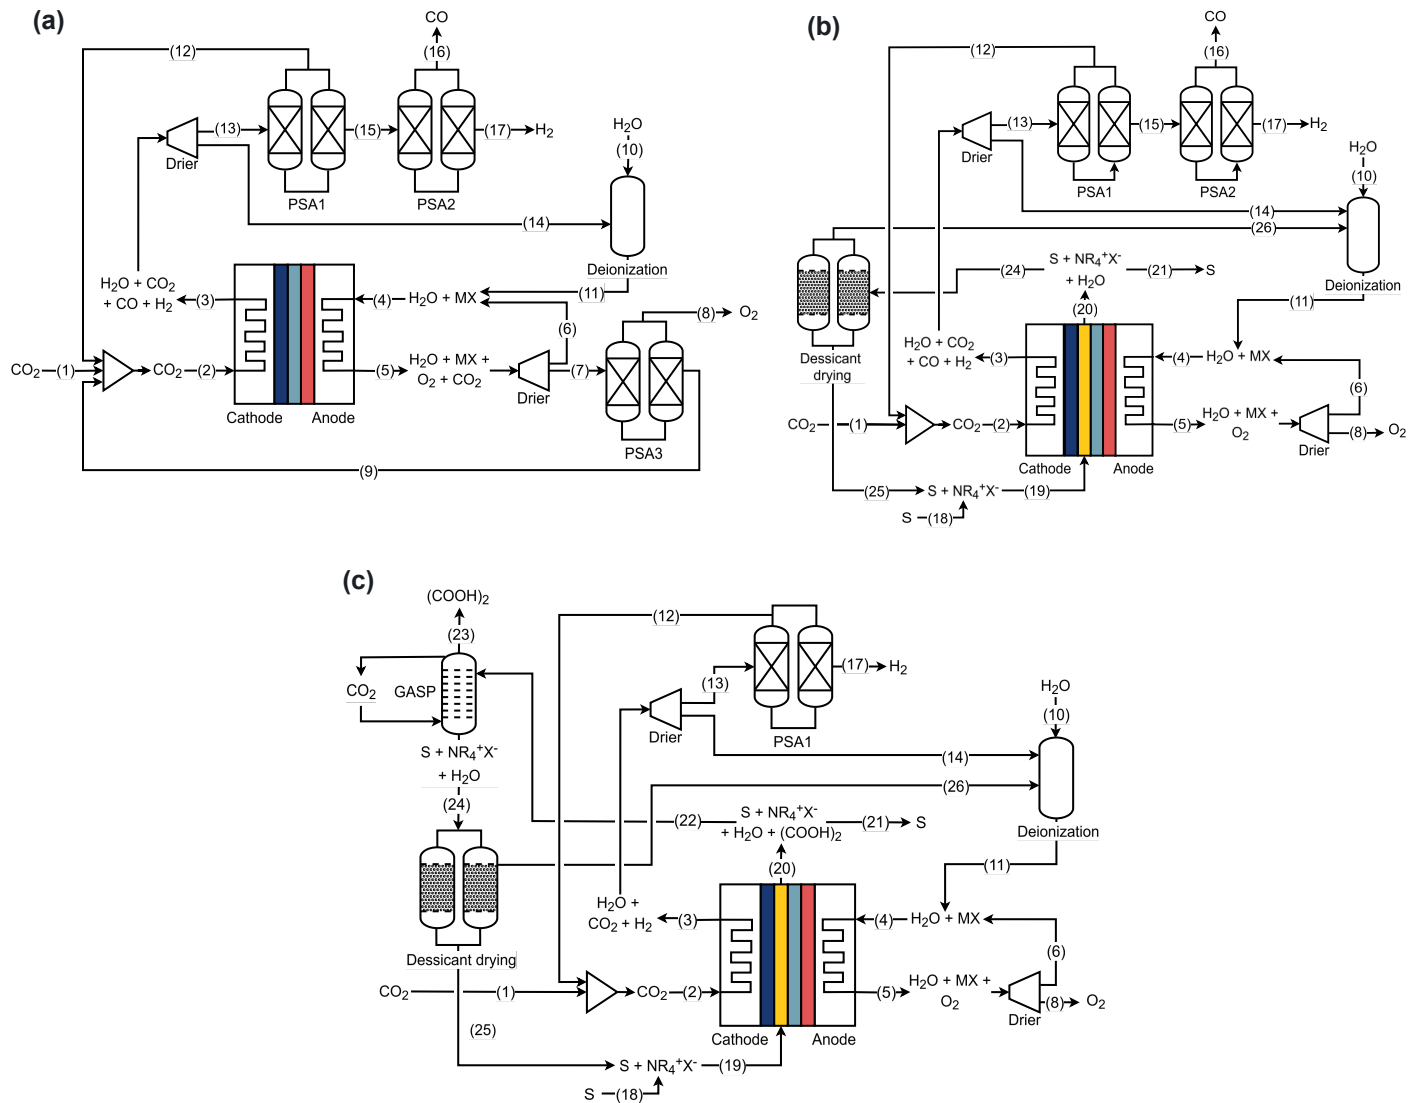 (a)
CO
(12)
(16)
(13)
(15)
(17)
H2
Drier
PSA1
PSA2
H2O
(10)
(14)
Deionization
H2O + CO2
+ CO + H2
(3)
(4)
H2O + MX
(11)
(6)
(8)
O2
CO2
(1)
CO2
(2)
(5)
H2O + MX +
O2 + CO2
(7)
Drier
Cathode
Anode
PSA3
(9)
(b)
CO
(12)
(16)
(13)
(15)
(17)
H2
Drier
PSA1
PSA2
H2O
(10)
(14)
(26)
S + NR4+X-
+ H2O
(24)
(21)
S
Deionization
(20)
(11)
Dessicant
drying
H2O + CO2
+ CO + H2
(3)
(4)
H2O + MX
(6)
CO2
(1)
CO2
(2)
(5)
H2O + MX +
O2
(8)
O2
Drier
Cathode
Anode
(25)
S + NR4+X-
(19)
S
(18)
(c)
(COOH)2
(23)
(12)
CO2
GASP
(13)
(17)
H2
Drier
PSA1
H2O
(10)
S + NR4+X-
+ H2O
(24)
(14)
(26)
(22)
S + NR4+X-
+ H2O + (COOH)2
(21)
S
Deionization
(20)
(11)
H2O +
CO2 + H2
(3)
(4)
H2O + MX
(6)
Dessicant drying
CO2
(1)
CO2
(2)
(5)
H2O + MX +
O2
(8)
O2
Drier
(25)
Cathode
Anode
S + NR4+X-
(19)
S
(18)